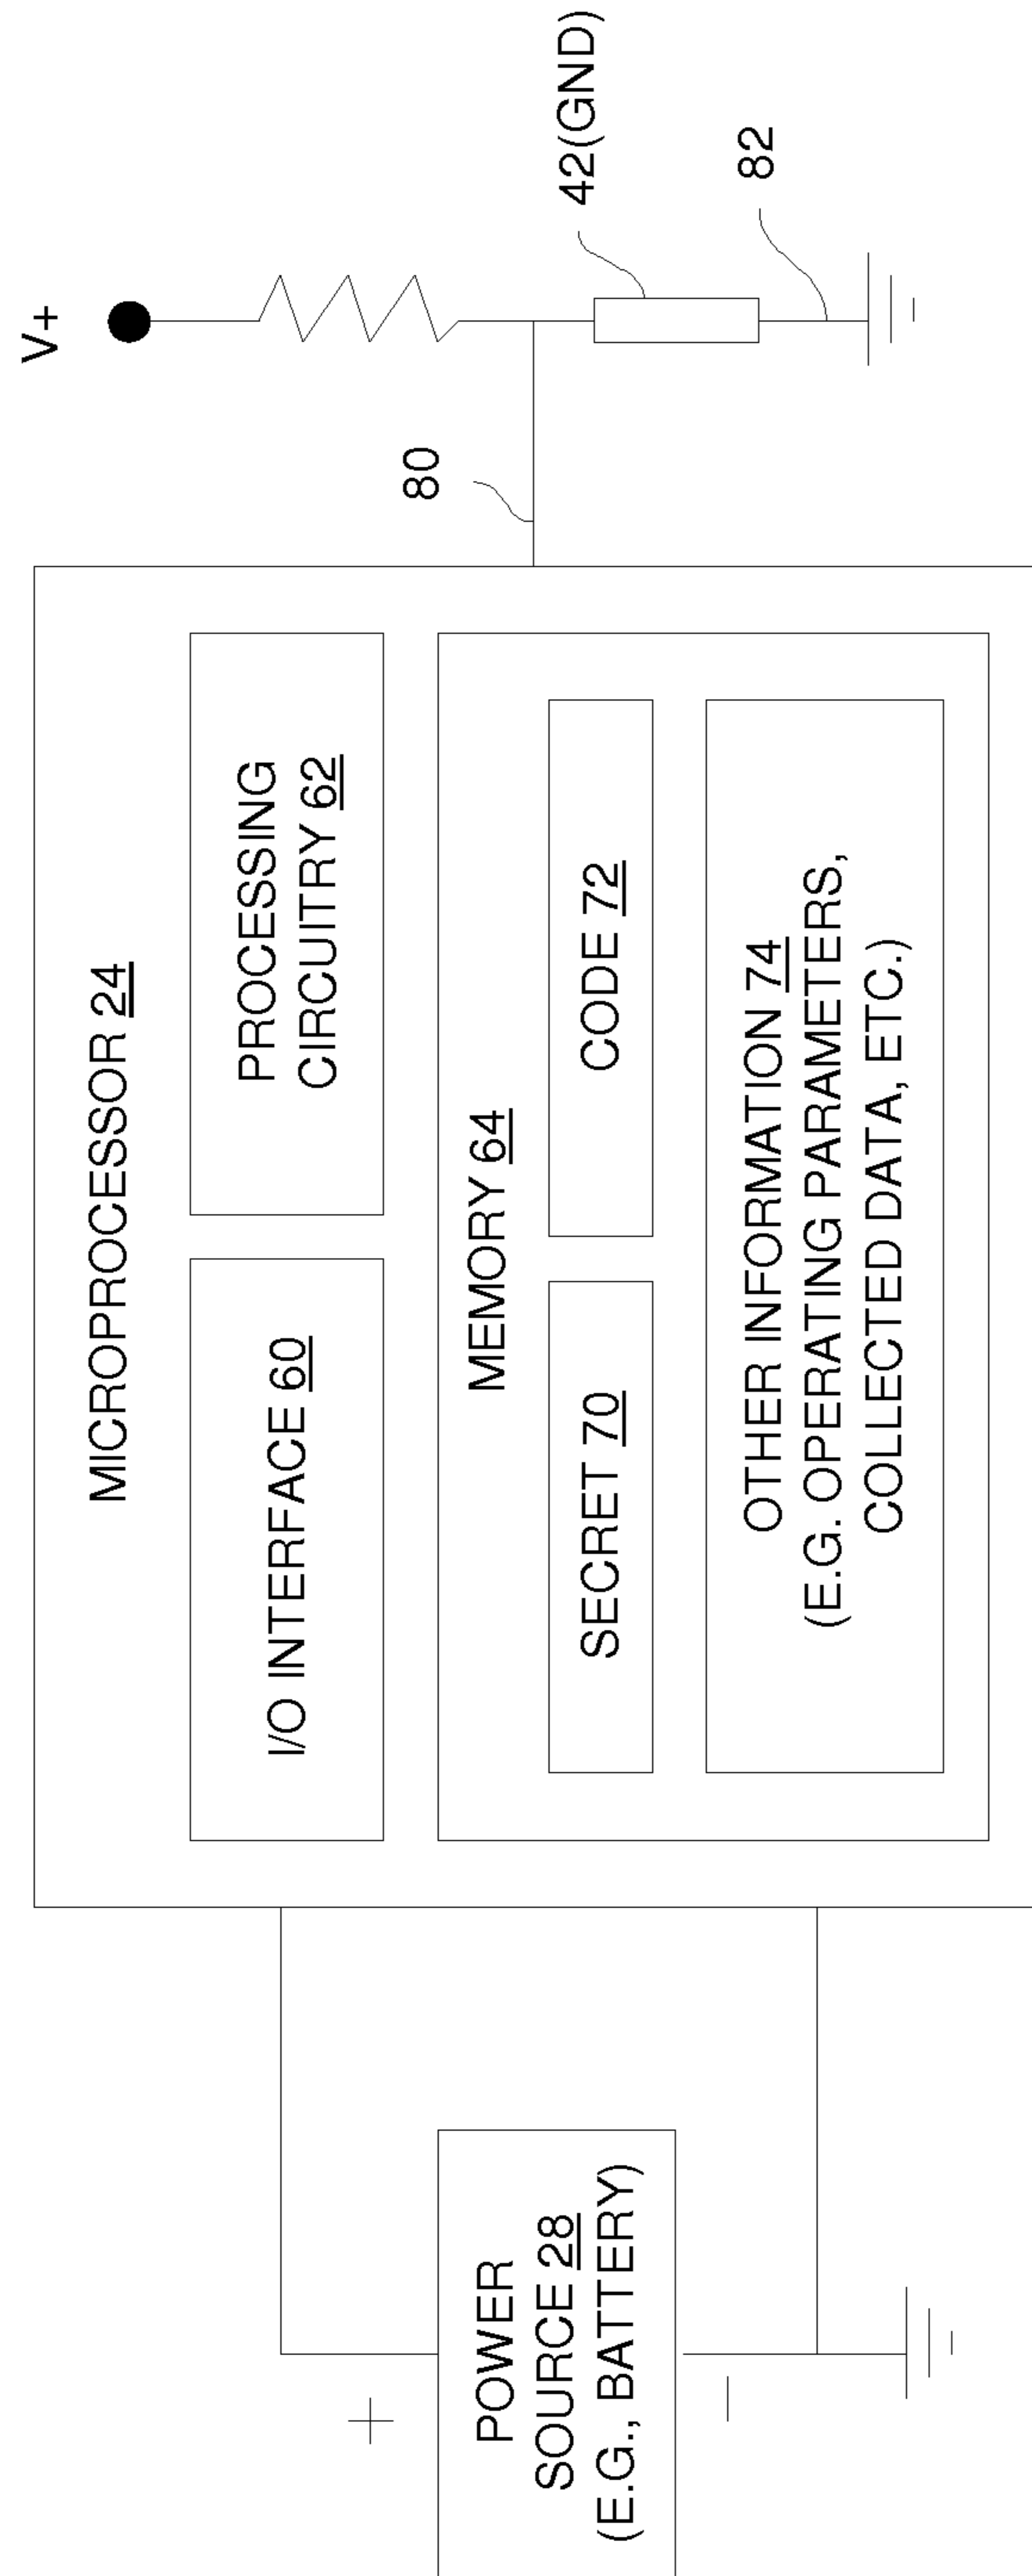 MICROPROCESSOR 24
I/O INTERFACE 60
PROCESSING
CIRCUITRY 62
MEMORY 64
SECRET 70
CODE 72
OTHER INFORMATION 74
(E.G. OPERATING PARAMETERS,
COLLECTED DATA, ETC.)
POWER
SOURCE 28
(E.G., BATTERY)
+
−
V+
80
42(GND)
82